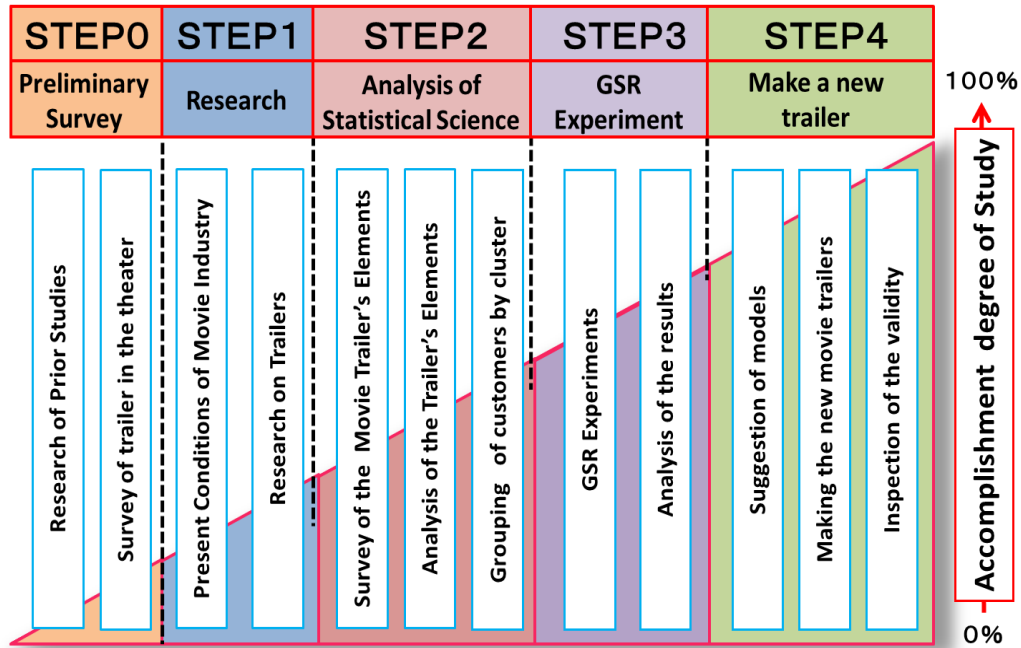 STEP0
STEP1
STEP2
STEP3
STEP4
Preliminary
Survey
Research
Analysis of
Statistical Science
GSR
Experiment
Make a new
trailer
100%
Research of Prior Studies
Survey of trailer in the theater
Present Conditions of Movie Industry
Research on Trailers
Survey of the Movie Trailer's Elements
Analysis of the Trailer's Elements
Grouping of customers by cluster
GSR Experiments
Analysis of the results
Suggestion of models
Making the new movie trailers
Inspection of the validity
Accomplishment degree of Study
0%